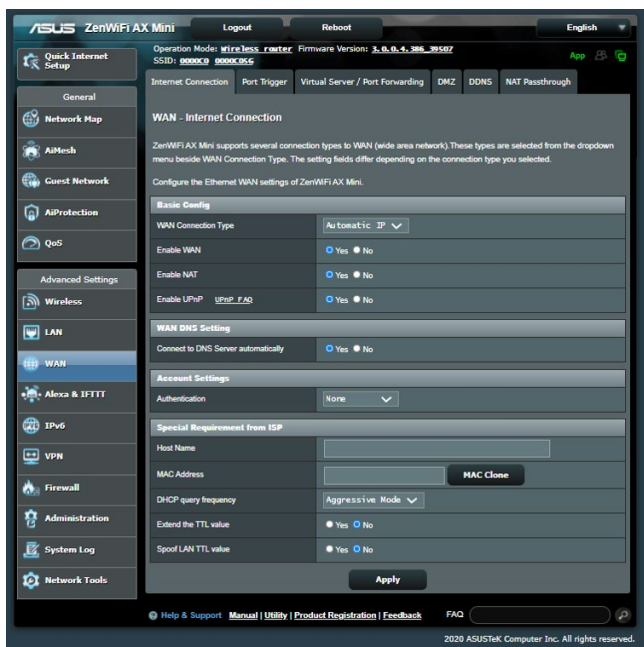 ASUS ZenWiFi AX Mini Logout Reboot English
Operation Mode: Wireless router Firmware Version: 3.0.0.4.386_39507
SSID: 0000C0 0000C056
App
Quick Internet
Setup
General
Network Map
AiMesh
Guest Network
AiProtection
QoS
Advanced Settings
Wireless
LAN
WAN
Alexa & IFTTT
IPv6
VPN
Firewall
Administration
System Log
Network Tools
Internet Connection Port Trigger Virtual Server / Port Forwarding DMZ DDNS NAT Passthrough
WAN - Internet Connection
ZenWiFi AX Mini supports several connection types to WAN (wide area network).These types are selected from the dropdown
menu beside WAN Connection Type. The setting fields differ depending on the connection type you selected.
Configure the Ethernet WAN settings of ZenWiFi AX Mini.
Basic Config
WAN Connection Type Automatic IP
Enable WAN Yes No
Enable NAT Yes No
Enable UPnP UPnP FAQ Yes No
WAN DNS Setting
Connect to DNS Server automatically Yes No
Account Settings
Authentication None
Special Requirement from ISP
Host Name
MAC Address MAC Clone
DHCP query frequency Aggressive Mode
Extend the TTL value Yes No
Spoof LAN TTL value Yes No
Apply
Help & Support Manual | Utility | Product Registration | Feedback FAQ
2020 ASUSTeK Computer Inc. All rights reserved.